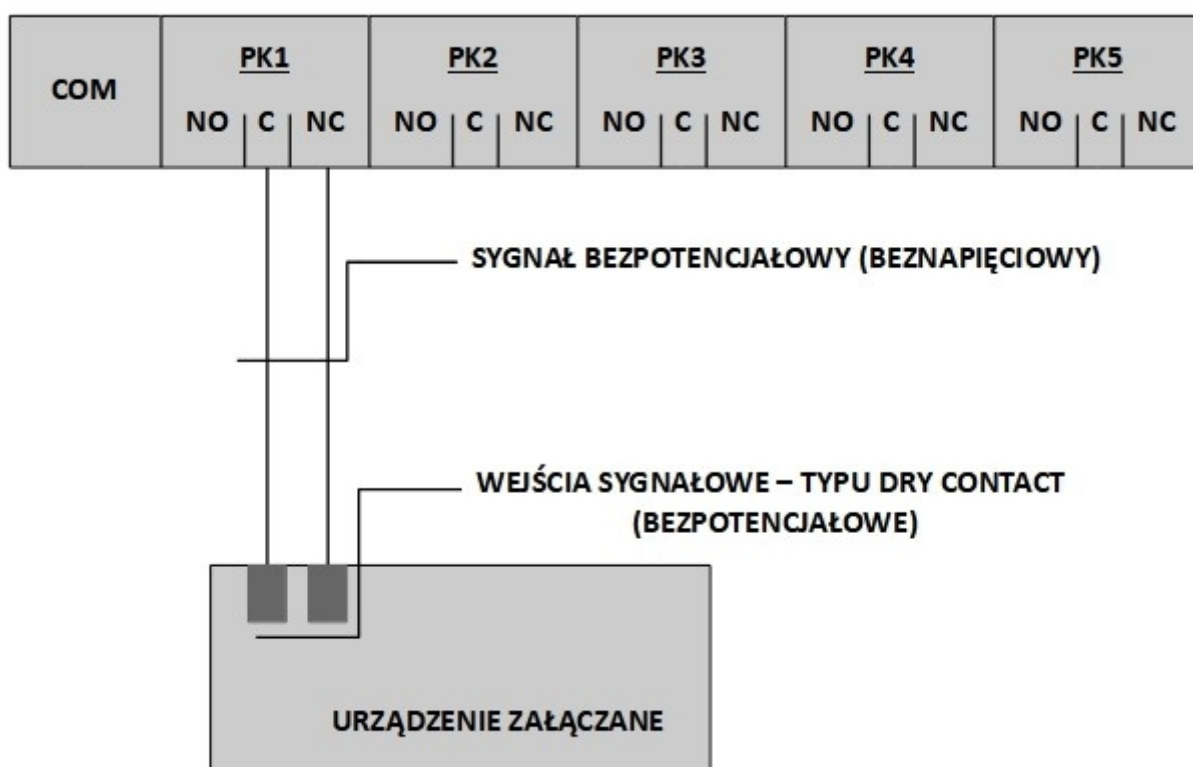 COM
PK1 PK2 PK3 PK4 PK5
NO C NC NO C NC NO C NC NO C NC NO C NC
SYGNAŁ BEZPOTENCJAŁOWY (BEZNAPIĘCIOWY)
WEJŚCIA SYGNAŁOWE – TYPU DRY CONTACT
(BEZPOTENCJAŁOWE)
URZĄDZENIE ZAŁĄCZANE